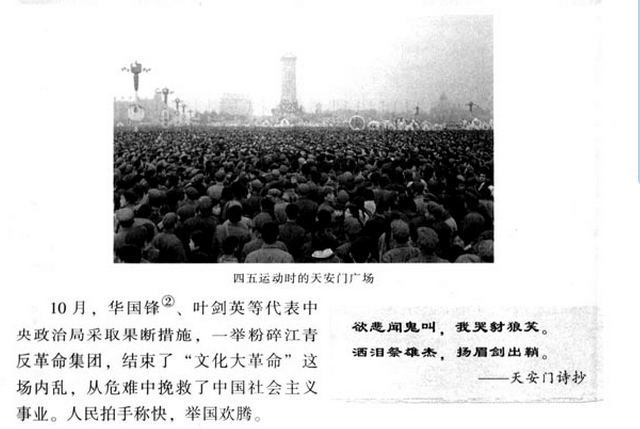 四五运动时的天安门广场
10月，华国锋②、叶剑英等代表中
央政治局采取果断措施，一举粉碎江青
反革命集团，结束了“文化大革命”这
场内乱，从危难中挽救了中国社会主义
事业。人民拍手称快，举国欢腾。
欲悲闻鬼叫，我哭豺狼笑。
洒泪祭雄杰，扬眉剑出鞘。
——天安门诗抄